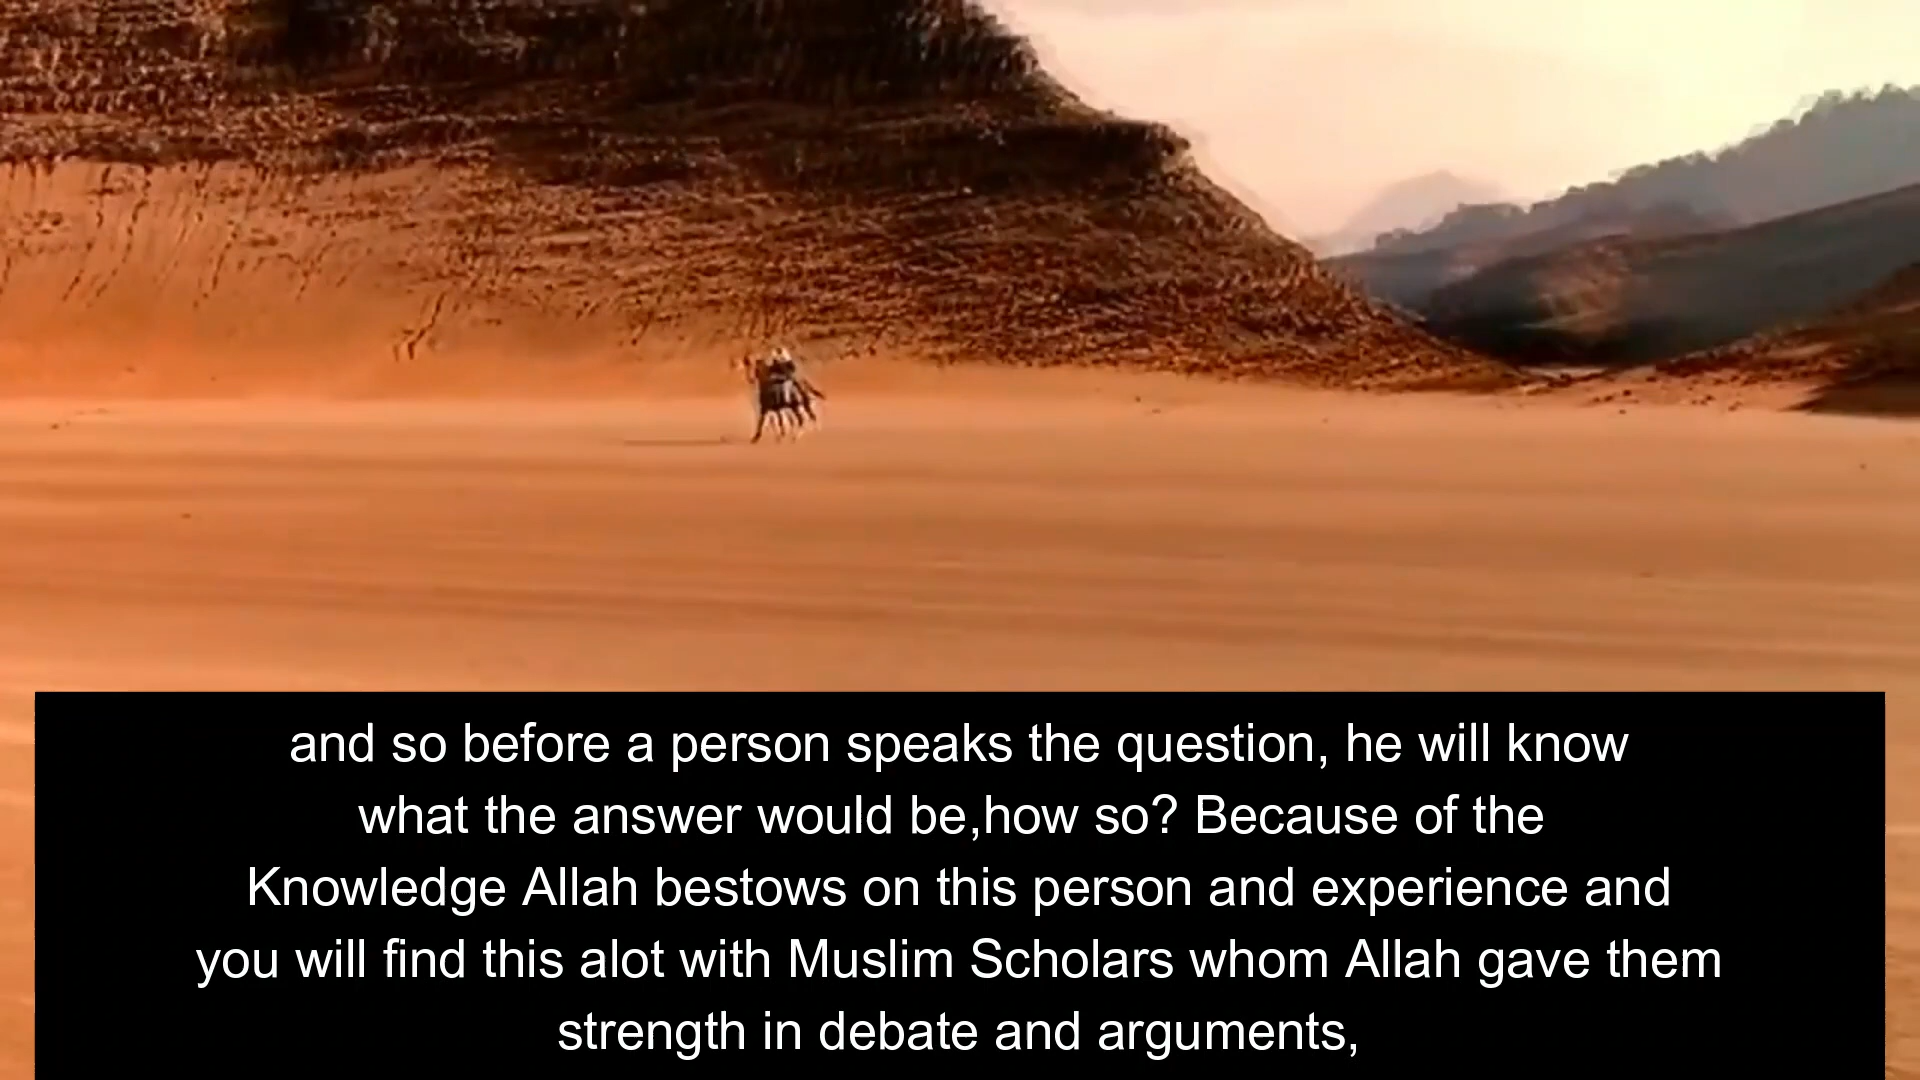 and so before a person speaks the question, he will know
what the answer would be,how so? Because of the
Knowledge Allah bestows on this person and experience and
you will find this alot with Muslim Scholars whom Allah gave them
strength in debate and arguments,